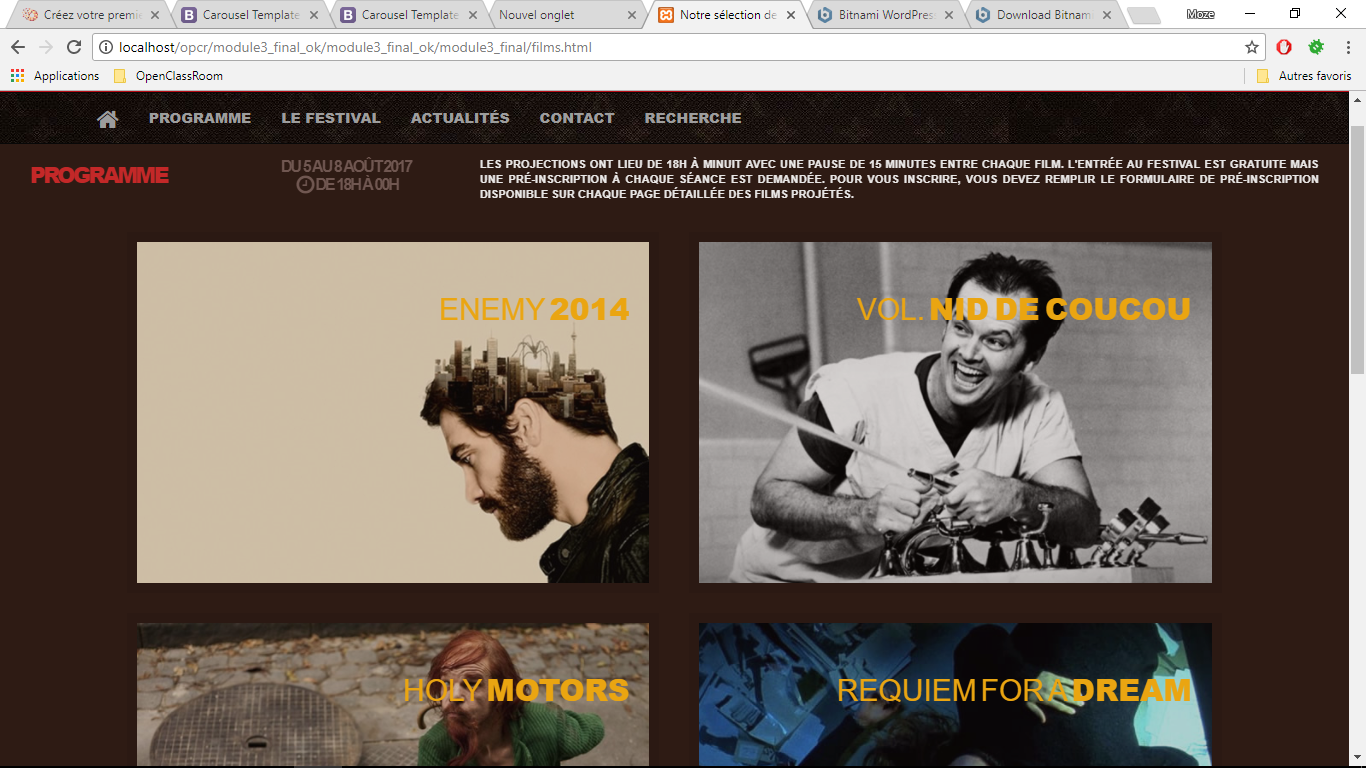 Créez votre premie
Carousel Template
Carousel Template
Nouvel onglet
Notre sélection de
Bitnami WordPres
Download Bitnami
Moze
localhost/opcr/module3_final_ok/module3_final_ok/module3_final/films.html
Applications
OpenClassRoom
Autres favoris
PROGRAMME
LE FESTIVAL
ACTUALITÉS
CONTACT
RECHERCHE
PROGRAMME
DU 5 AU 8 AOÛT 2017
DE 18H À 00H
LES PROJECTIONS ONT LIEU DE 18H À MINUIT AVEC UNE PAUSE DE 15 MINUTES ENTRE CHAQUE FILM. L'ENTRÉE AU FESTIVAL EST GRATUITE MAIS
UNE PRÉ-INSCRIPTION À CHAQUE SÉANCE EST DEMANDÉE. POUR VOUS INSCRIRE, VOUS DEVEZ REMPLIR LE FORMULAIRE DE PRÉ-INSCRIPTION
DISPONIBLE SUR CHAQUE PAGE DÉTAILLÉE DES FILMS PROJÉTÉS.
ENEMY 2014
VOL. NID DE COUCOU
HOLY MOTORS
REQUIEM FOR A DREAM